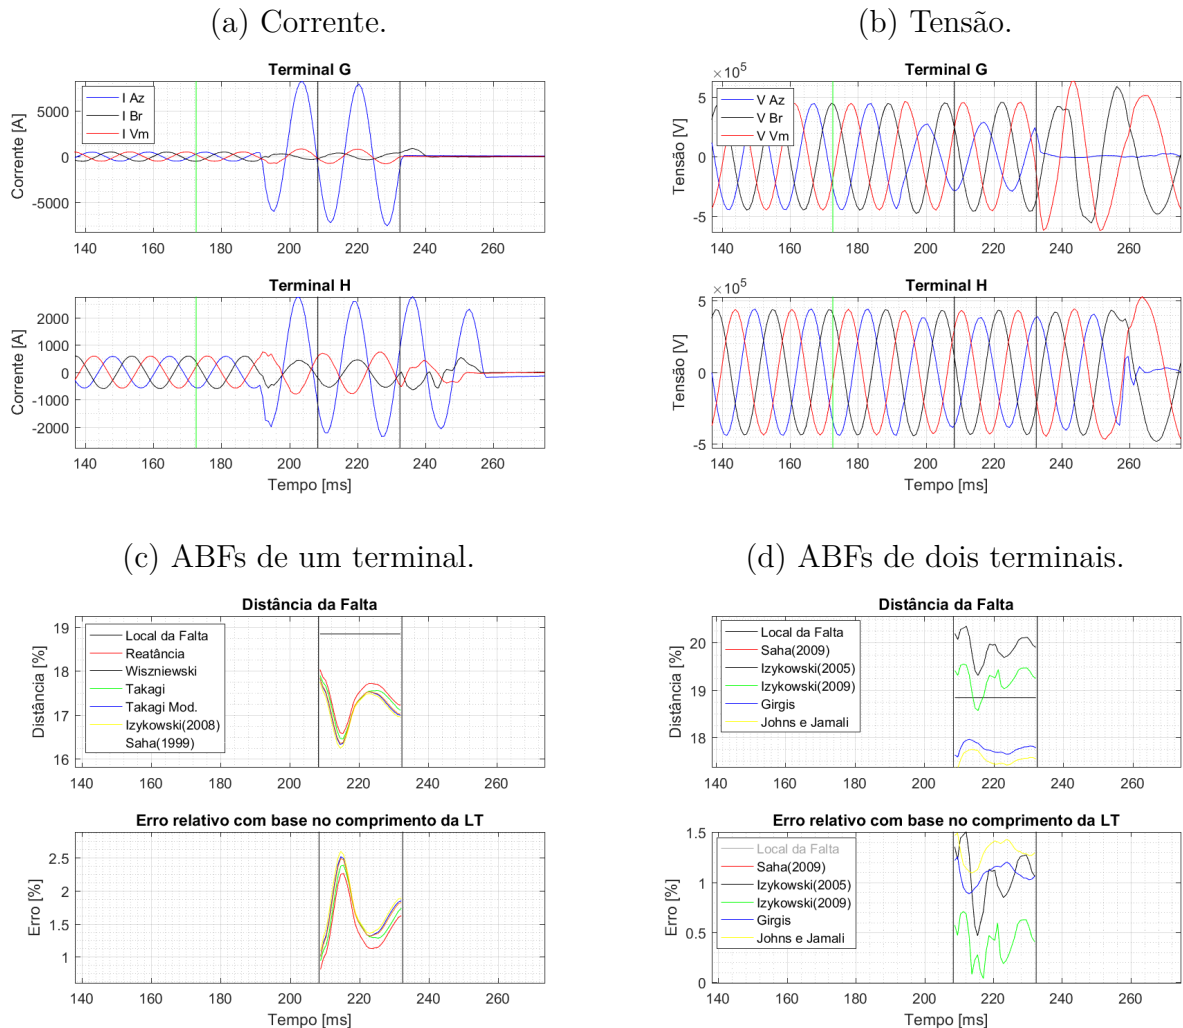 (a) Corrente.
Terminal G
Corrente [A]
5000
0
-5000
I Az
I Br
I Vm
140 160 180 200 220 240 260
Terminal H
Corrente [A]
2000
1000
0
-1000
-2000
140 160 180 200 220 240 260
Tempo [ms]
(b) Tensão.
Terminal G
×10⁵
Tensão [V]
5
0
-5
V Az
V Br
V Vm
140 160 180 200 220 240 260
Terminal H
×10⁵
Tensão [V]
5
0
-5
140 160 180 200 220 240 260
Tempo [ms]
(c) ABFs de um terminal.
Distância da Falta
Distância [%]
19
18
17
16
Local da Falta
Reatância
Wiszniewski
Takagi
Takagi Mod.
Izykowski(2008)
Saha(1999)
140 160 180 200 220 240 260
Erro relativo com base no comprimento da LT
Erro [%]
2.5
2
1.5
1
140 160 180 200 220 240 260
Tempo [ms]
(d) ABFs de dois terminais.
Distância da Falta
Distância [%]
20
19
18
Local da Falta
Saha(2009)
Izykowski(2005)
Izykowski(2009)
Girgis
Johns e Jamali
140 160 180 200 220 240 260
Erro relativo com base no comprimento da LT
Erro [%]
1.5
1
0.5
0
Local da Falta
Saha(2009)
Izykowski(2005)
Izykowski(2009)
Girgis
Johns e Jamali
140 160 180 200 220 240 260
Tempo [ms]